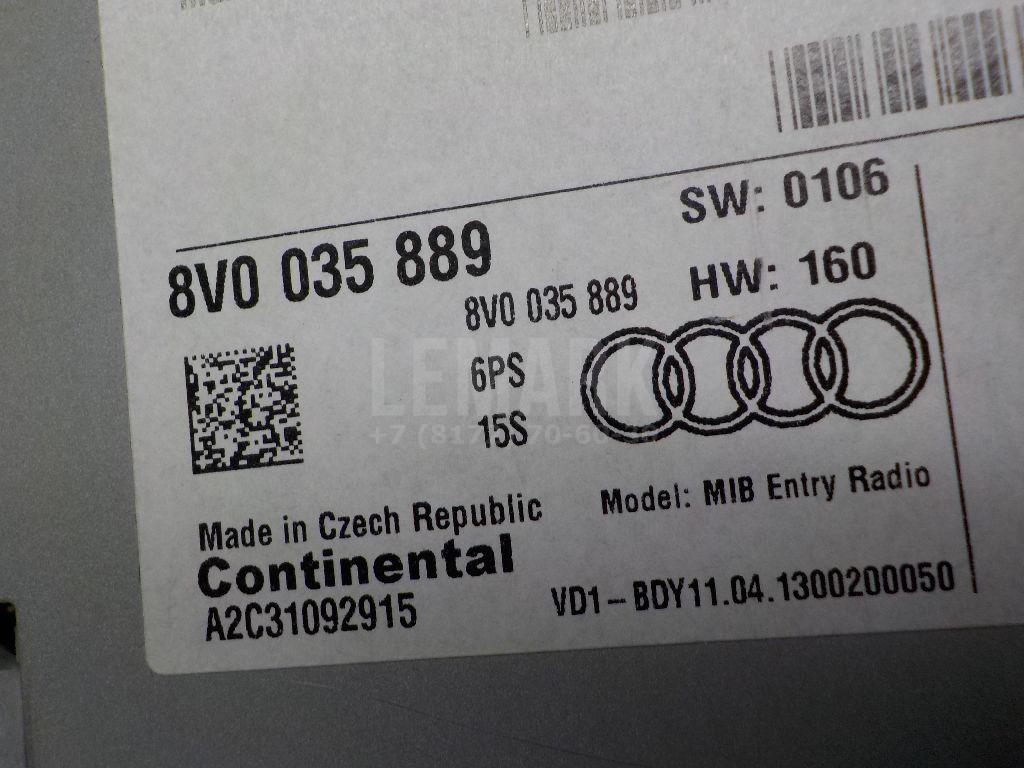 SW: 0106
8V0 035 889
HW: 160
8V0 035 889
6PS
15S
LEMARK
Made in Czech Republic
Model: MIB Entry Radio
Continental
A2C31092915
VD1-BDY11.04.1300200050